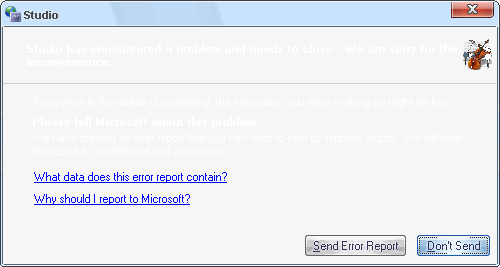 Studio
Studio has encountered a problem and needs to close. We are sorry for the
inconvenience.
If you were in the middle of something, the information you were working on might be lost.
Please tell Microsoft about this problem.
We have created an error report that you can send to help us improve Studio. We will treat
this report as confidential and anonymous.
What data does this error report contain?
Why should I report to Microsoft?
Send Error Report
Don't Send